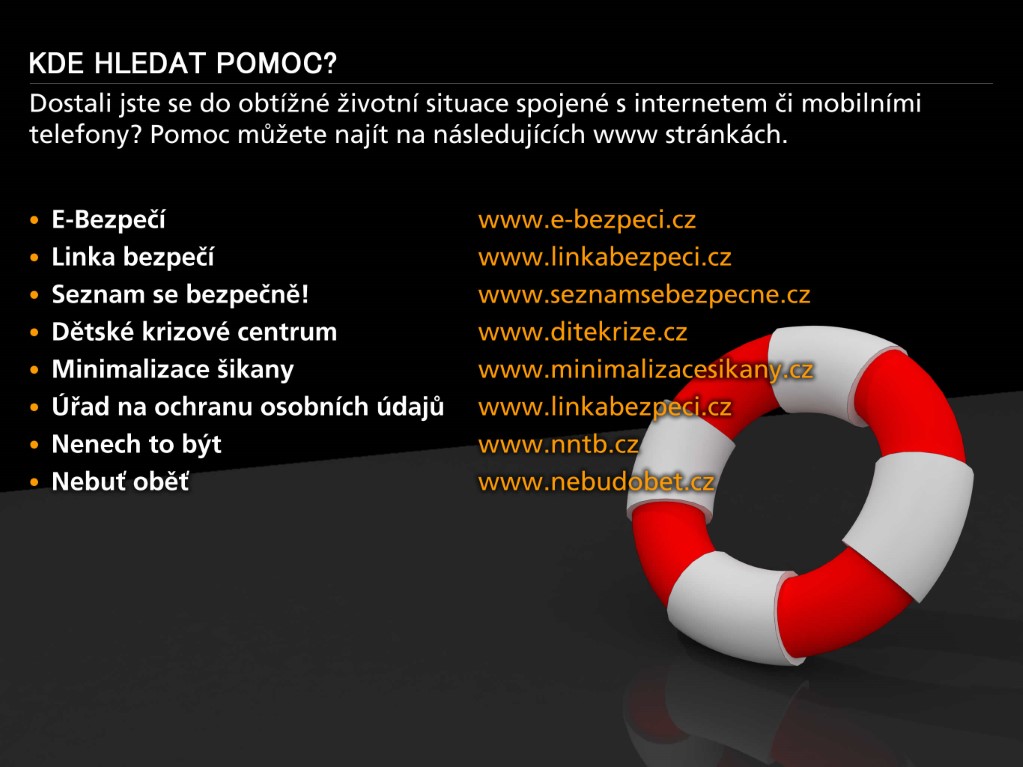 KDE HLEDAT POMOC?
Dostali jste se do obtížné životní situace spojené s internetem či mobilními
telefony? Pomoc můžete najít na následujících www stránkách.
• E-Bezpečí www.e-bezpeci.cz
• Linka bezpečí www.linkabezpeci.cz
• Seznam se bezpečně! www.seznamsebezpecne.cz
• Dětské krizové centrum www.ditekrize.cz
• Minimalizace šikany www.minimalizacesikany.cz
• Úřad na ochranu osobních údajů www.linkabezpeci.cz
• Nenech to být www.nntb.cz
• Nebuť oběť www.nebudobet.cz